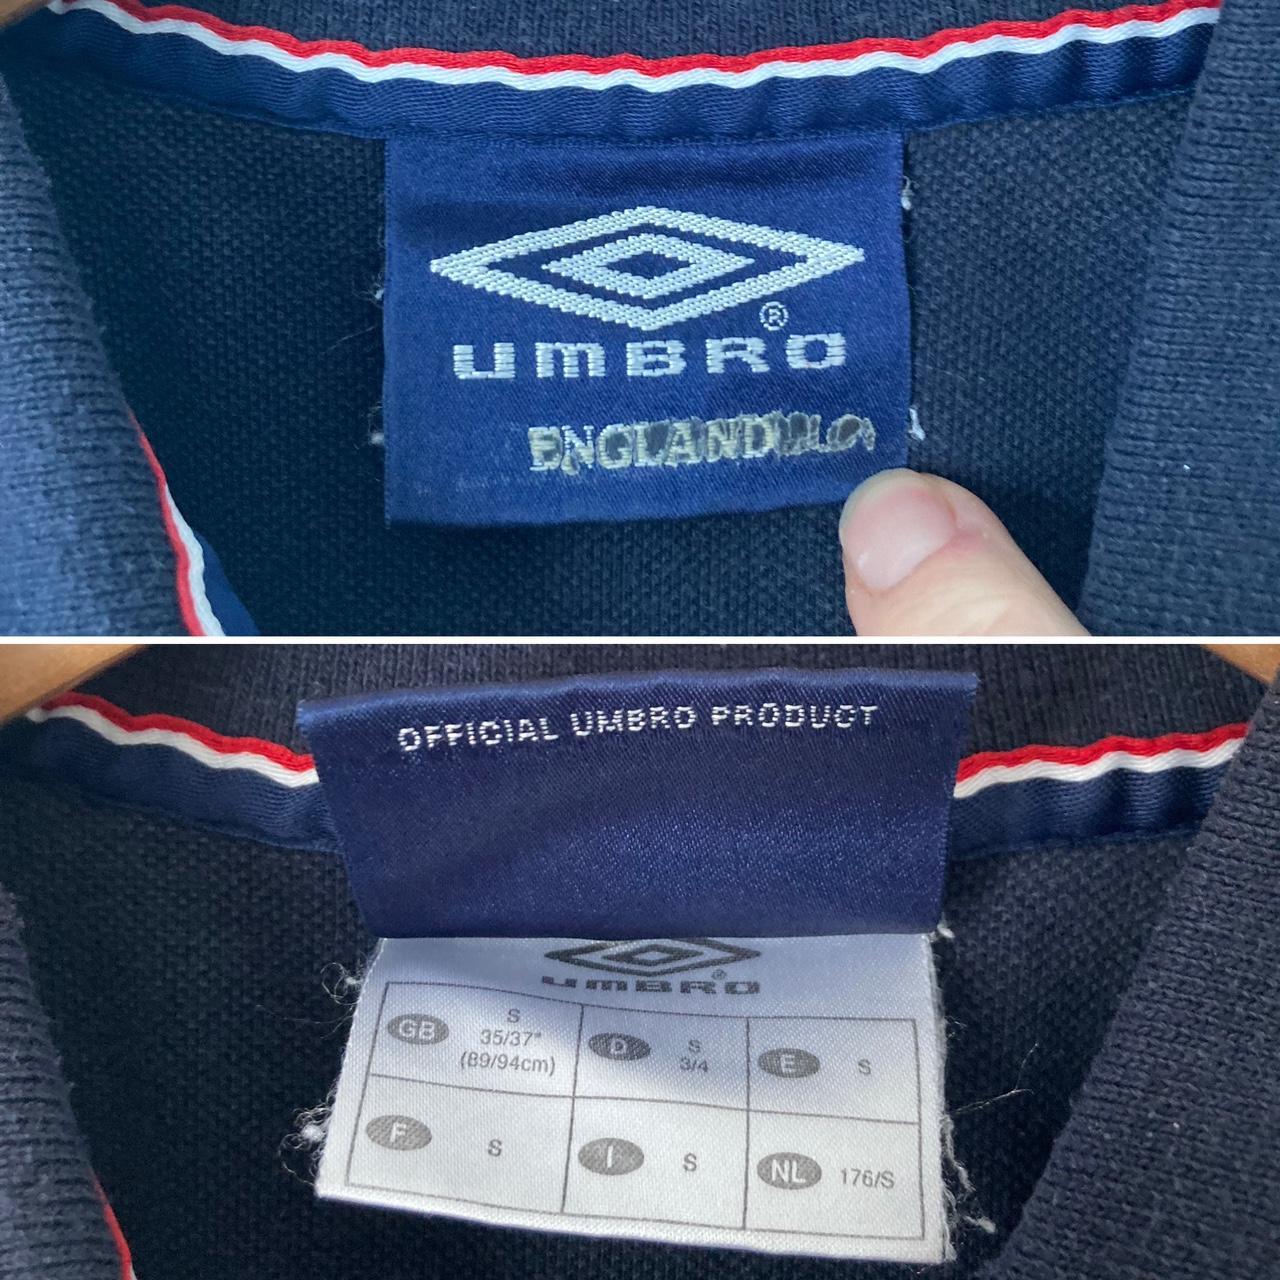 UMBRO
®
ENGLAND
OFFICIAL UMBRO PRODUCT
UMBRO®
GB S 35/37" (89/94cm)
D S 3/4
E S
F S
I S
NL 176/S